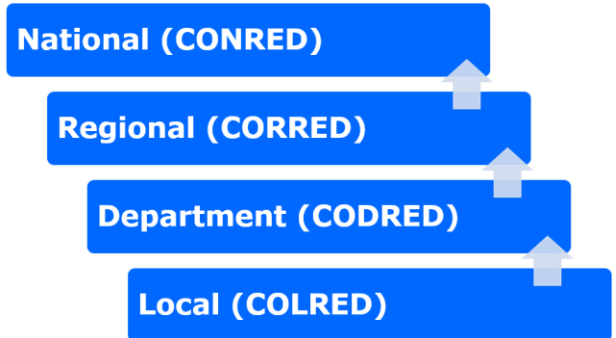 National (CONRED)
Regional (CORRED)
Department (CODRED)
Local (COLRED)